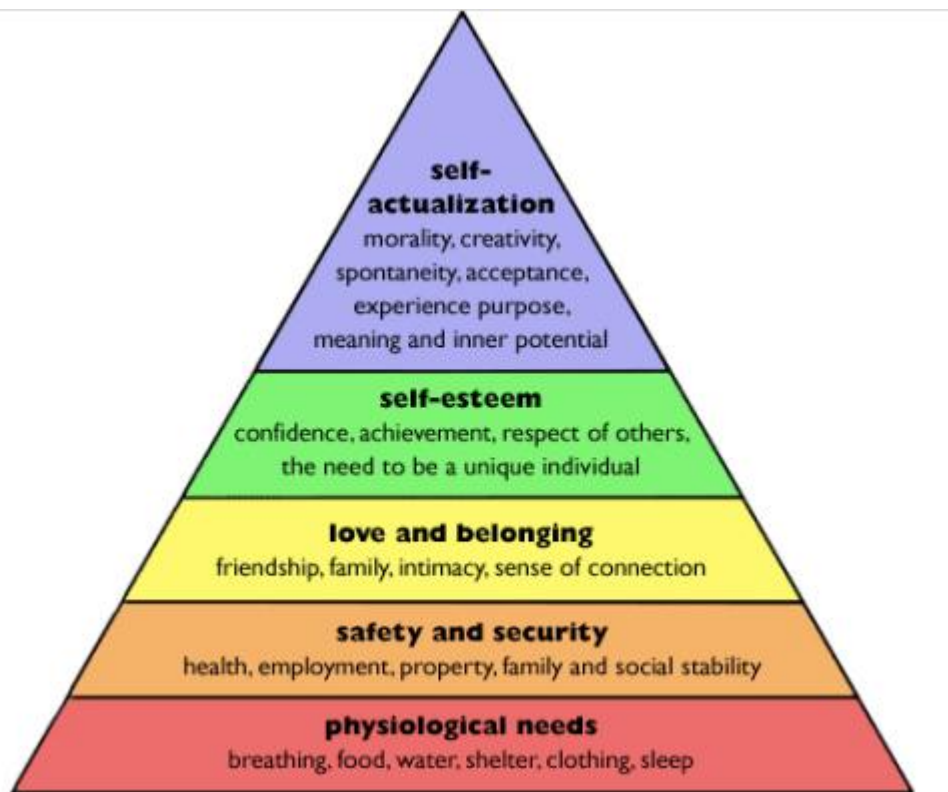 self-
actualization
morality, creativity,
spontaneity, acceptance,
experience purpose,
meaning and inner potential
self-esteem
confidence, achievement, respect of others,
the need to be a unique individual
love and belonging
friendship, family, intimacy, sense of connection
safety and security
health, employment, property, family and social stability
physiological needs
breathing, food, water, shelter, clothing, sleep